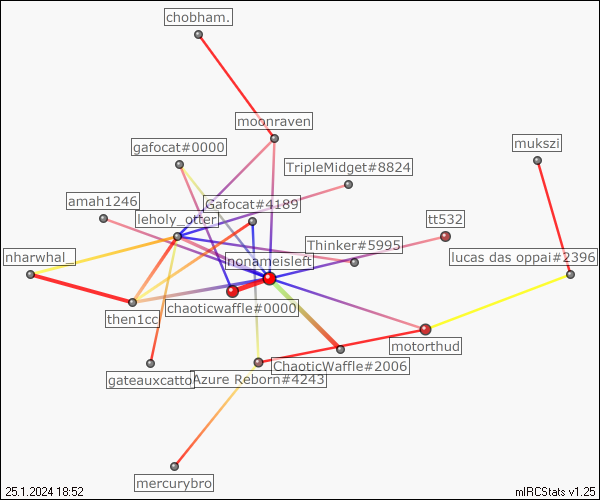 chobham.
moonraven
mukszi
gafocat#0000
TripleMidget#8824
amah1246
Gafocat#4189
leholy_otter
tt532
Thinker#5995
nharwhal_
nonameisleft
lucas das oppai#2396
chaoticwaffle#0000
then1cc
motorthud
ChaoticWaffle#2006
gateauxcatto
Azure Reborn#4243
mercurybro
25.1.2024 18:52
mIRCStats v1.25